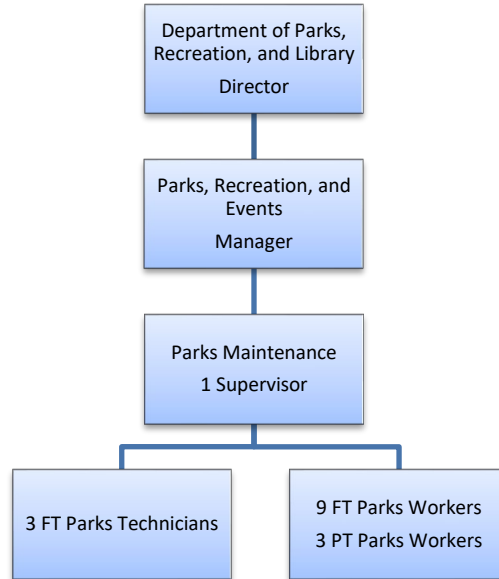 Department of Parks,
Recreation, and Library
Director
Parks, Recreation, and
Events
Manager
Parks Maintenance
1 Supervisor
3 FT Parks Technicians
9 FT Parks Workers
3 PT Parks Workers